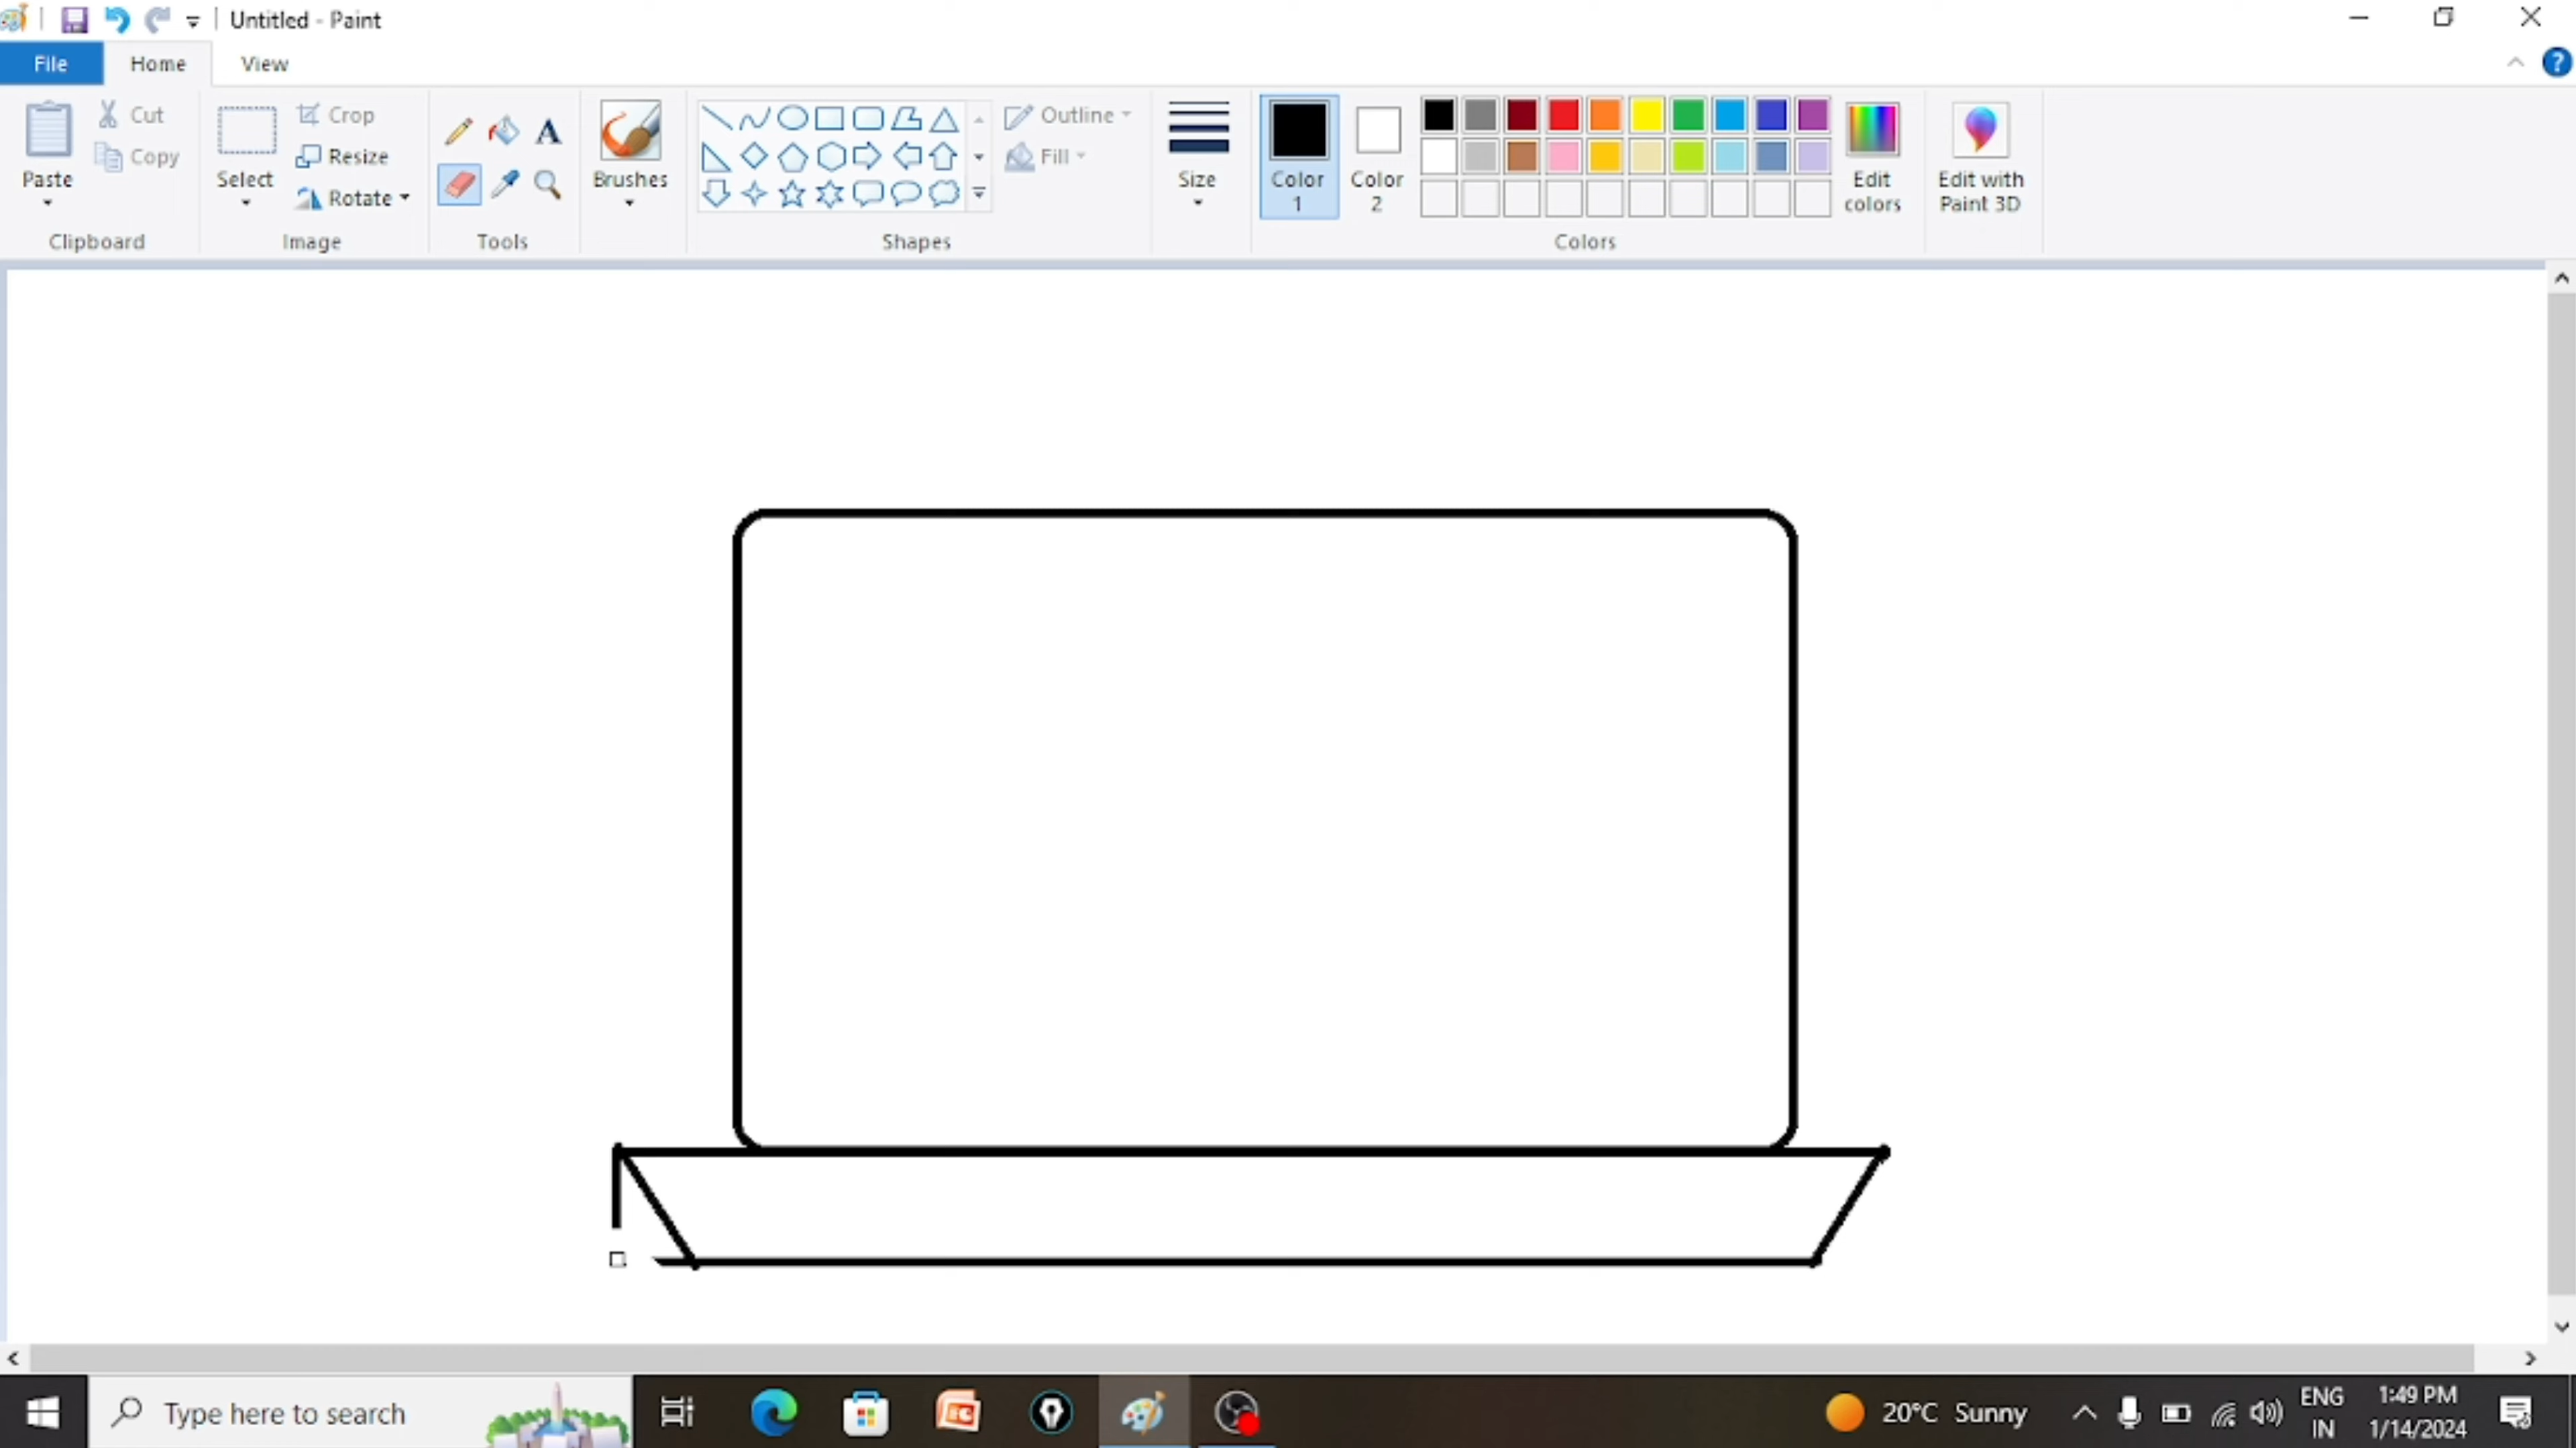 Untitled - Paint
File Home View
Paste
Cut
Copy
Clipboard
Select
Crop
Resize
Rotate
Image
A
Tools
Brushes
Shapes
Outline
Fill
Size
Color 1
Color 2
Colors
Edit colors
Edit with Paint 3D
Type here to search
20°C Sunny
ENG
IN
1:49 PM
1/14/2024